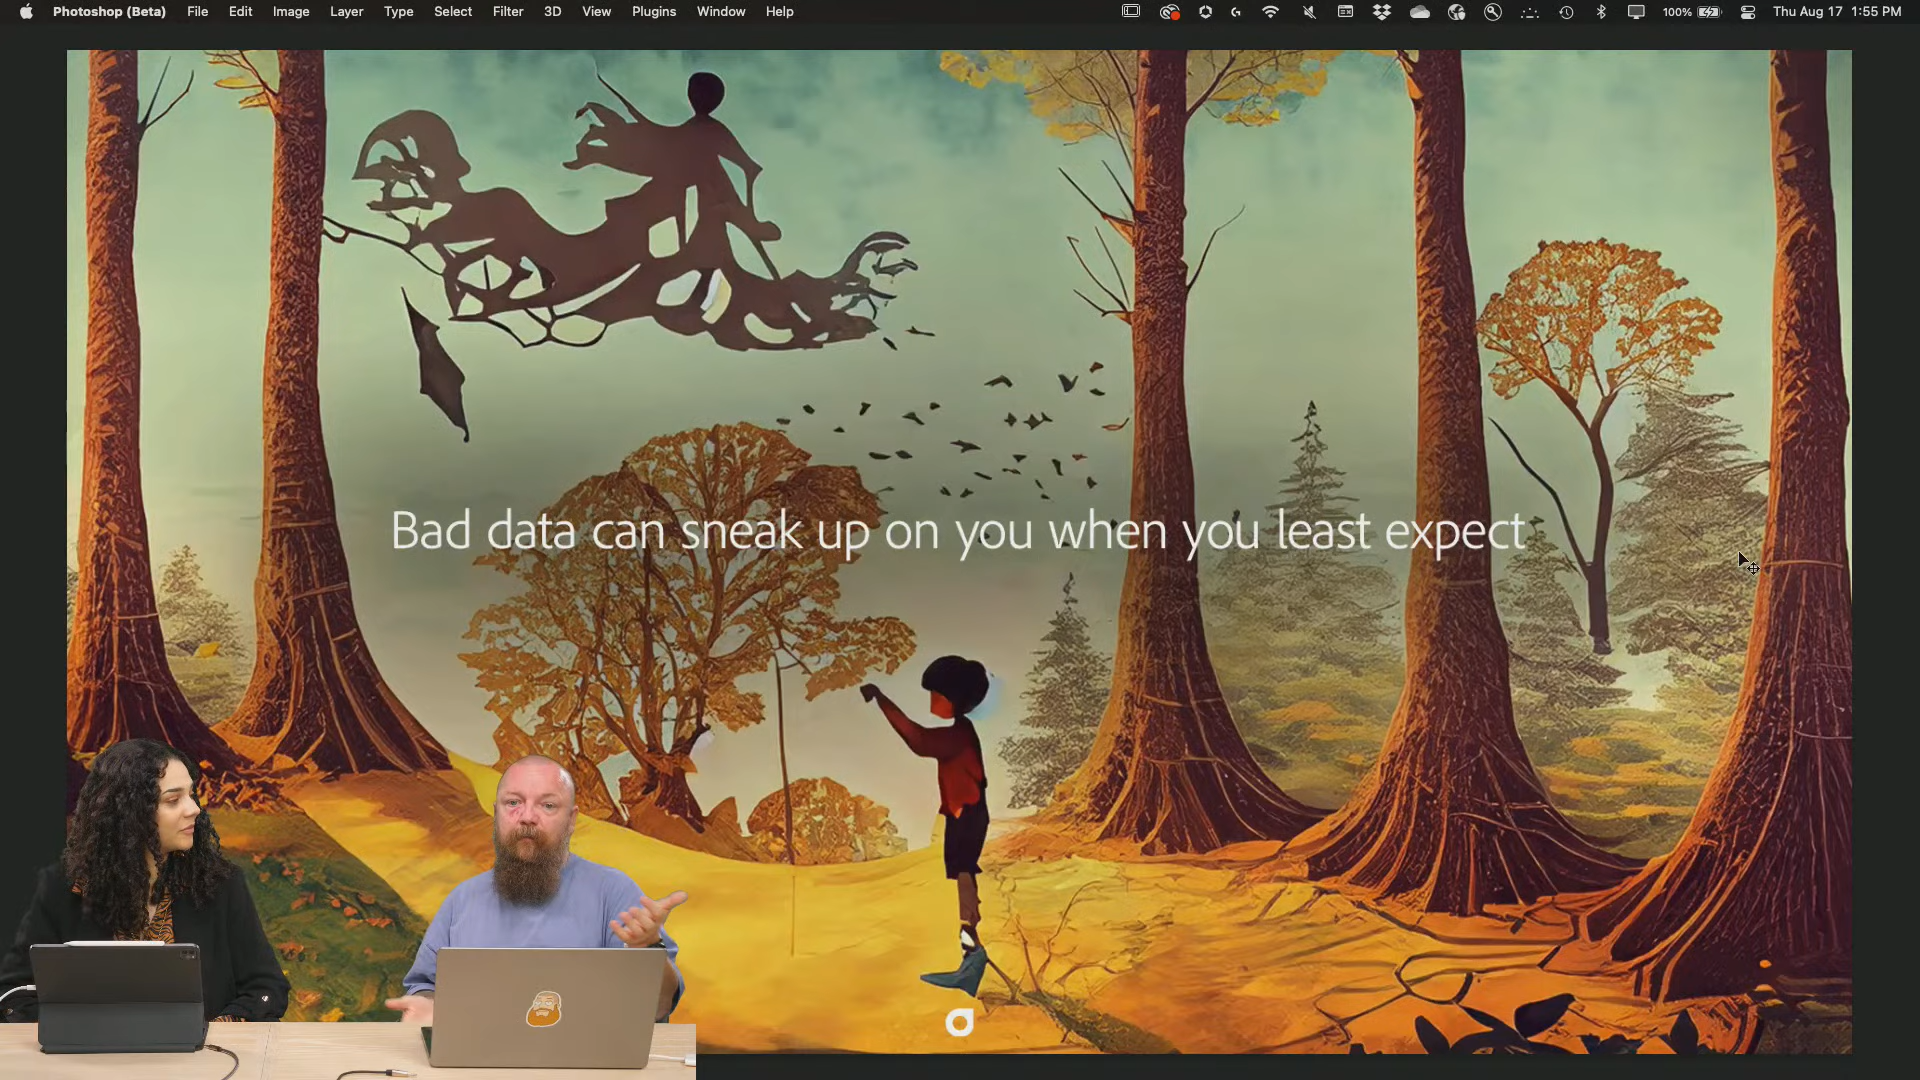 Photoshop (Beta) File Edit Image Layer Type Select Filter 3D View Plugins Window Help 100% Thu Aug 17 1:55 PM
Bad data can sneak up on you when you least expect